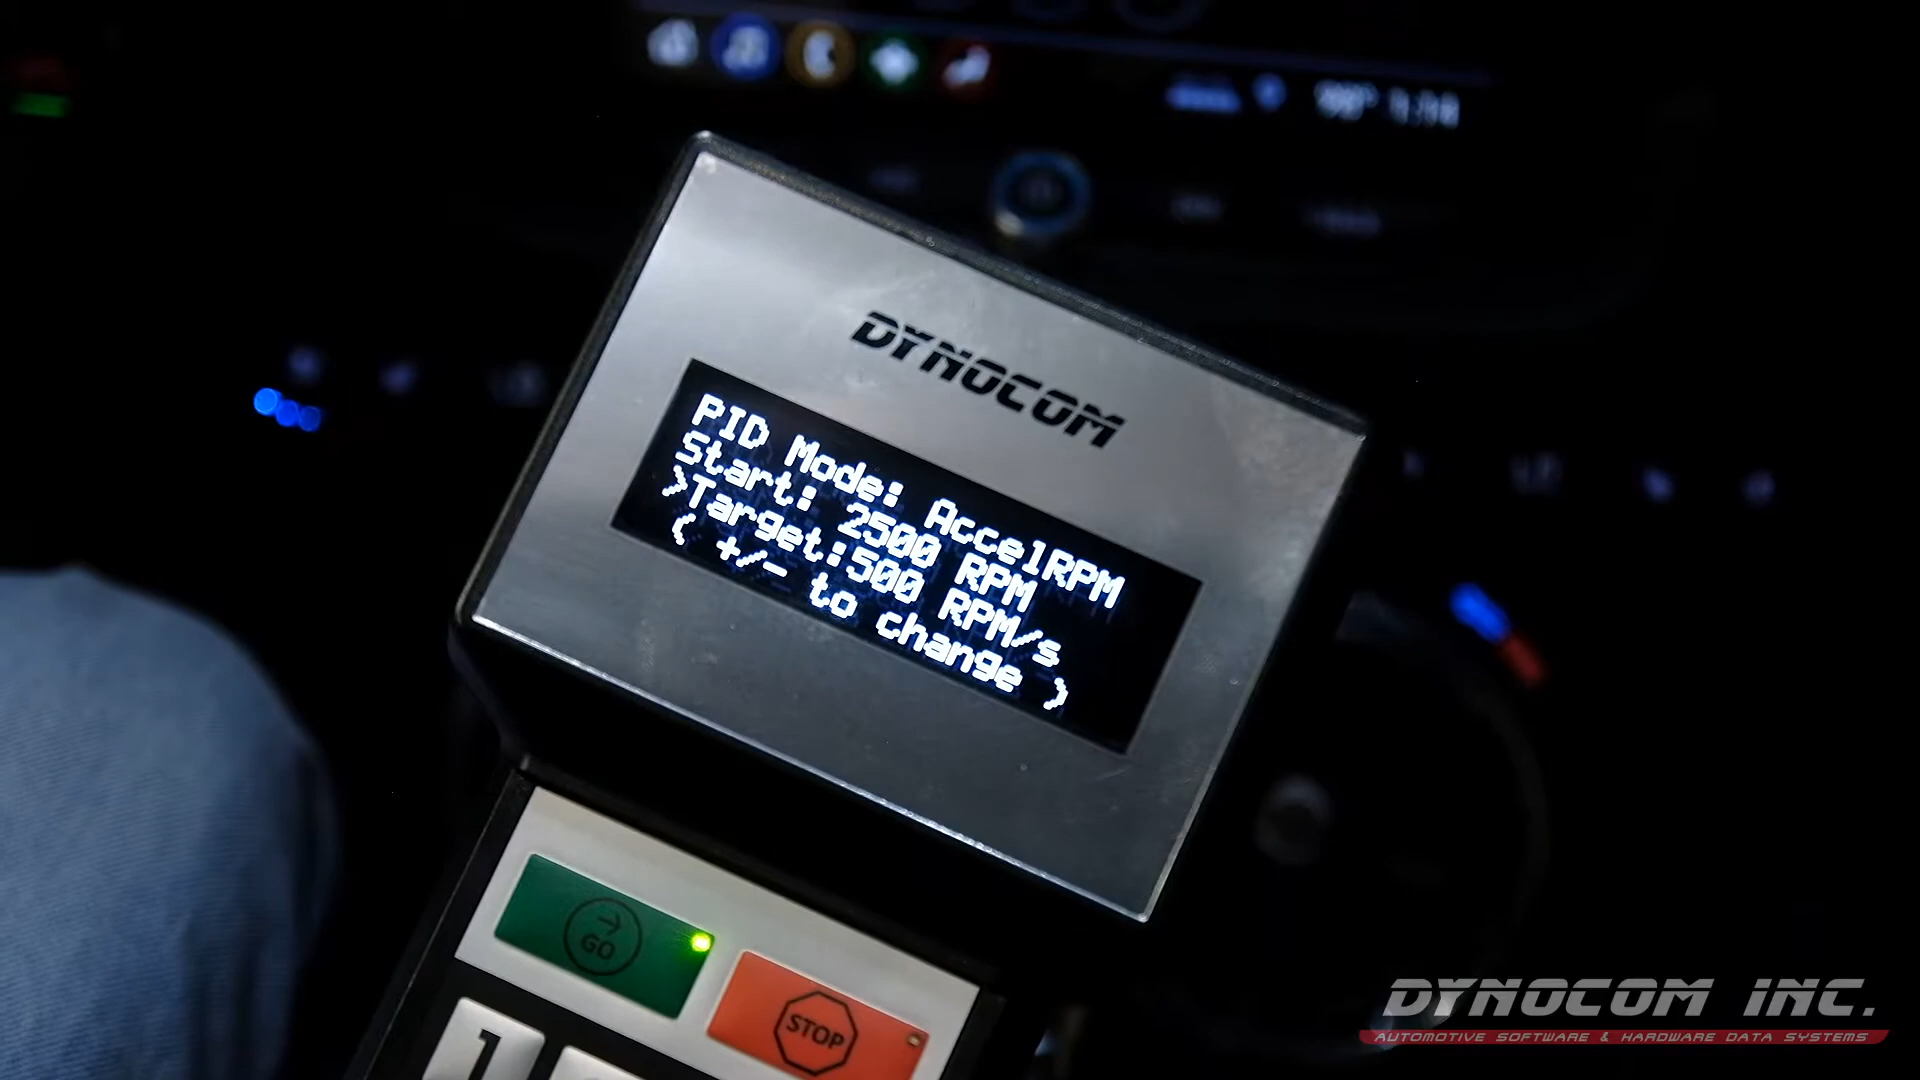 DYNOCOM
PID Mode: AccelRPM
Start: 2500 RPM
>Target:500 RPM/s
( +/- to change )
GO
STOP
1
DYNOCOM INC.
AUTOMOTIVE SOFTWARE & HARDWARE DATA SYSTEMS